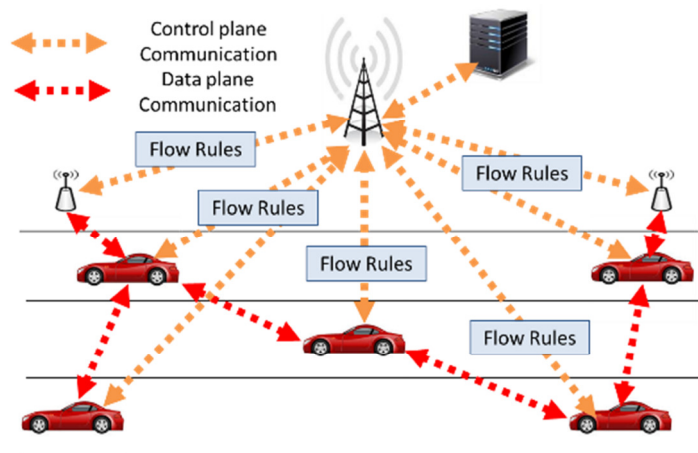 Control plane
Communication
Data plane
Communication
Flow Rules
Flow Rules
Flow Rules
Flow Rules
Flow Rules